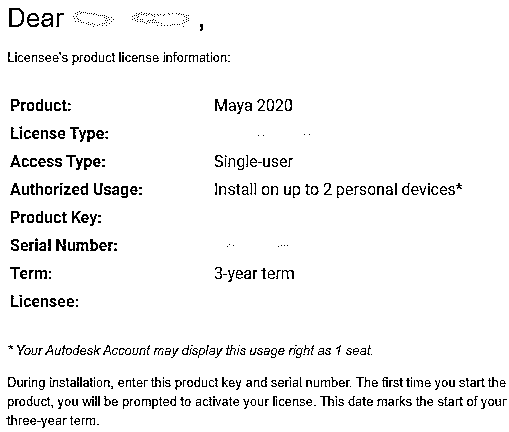 Dear ,
Licensee's product license information:
Product: Maya 2020
License Type:
Access Type: Single-user
Authorized Usage: Install on up to 2 personal devices*
Product Key:
Serial Number:
Term: 3-year term
Licensee:
* Your Autodesk Account may display this usage right as 1 seat.
During installation, enter this product key and serial number. The first time you start the
product, you will be prompted to activate your license. This date marks the start of your
three-year term.